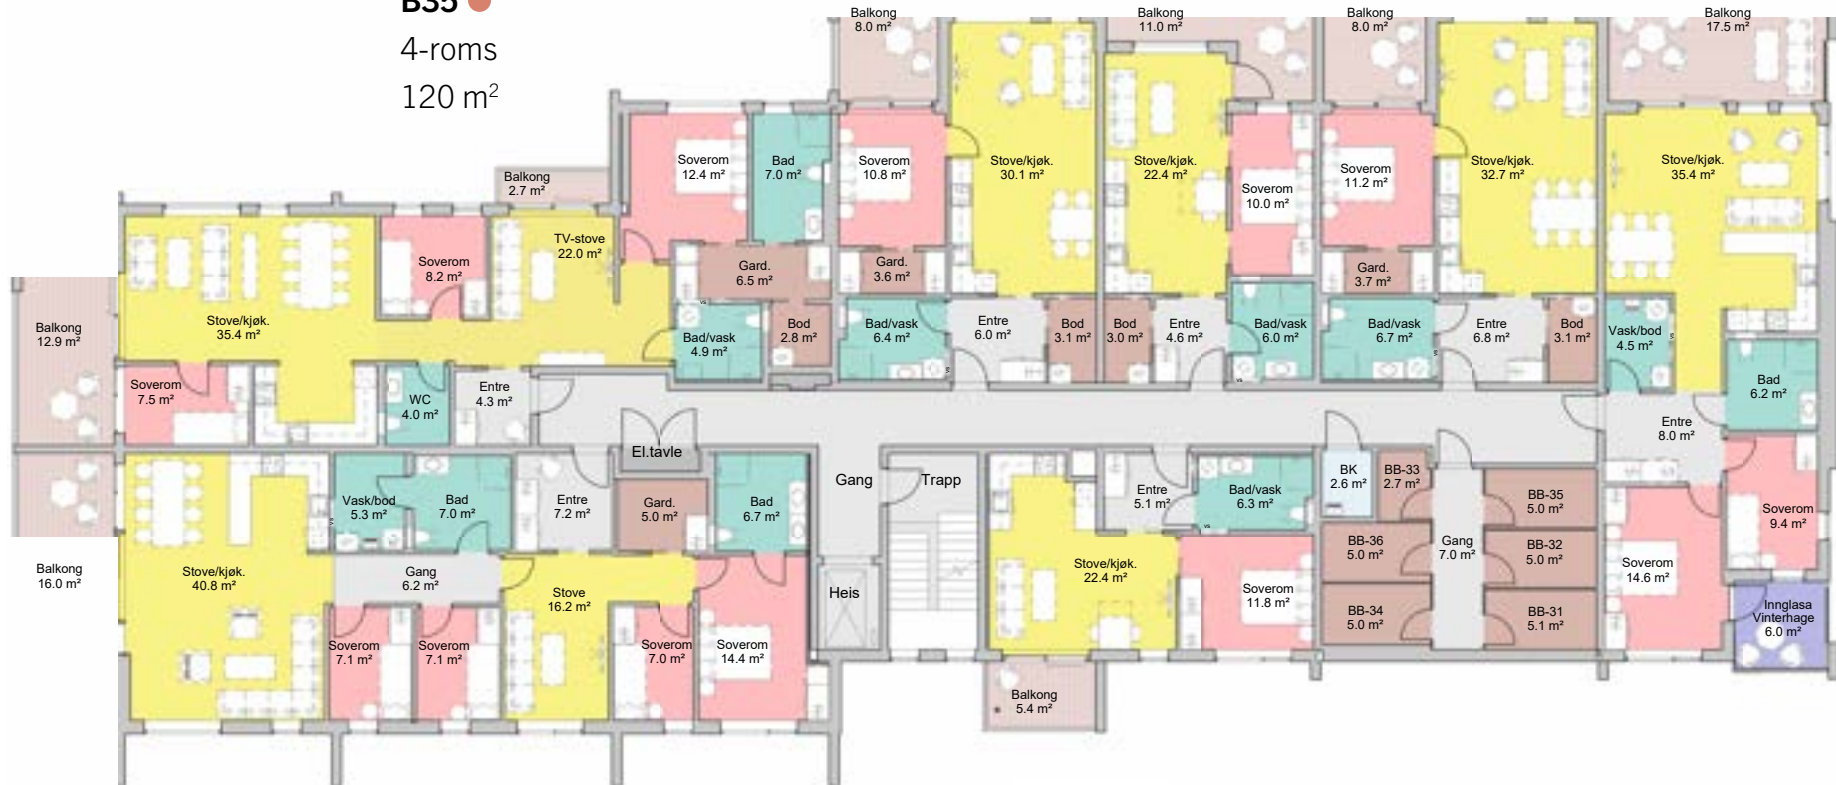 B35
4-roms
120 m²
Balkong
8.0 m²
Balkong
11.0 m²
Balkong
8.0 m²
Balkong
17.5 m²
Soverom
12.4 m²
Bad
7.0 m²
Soverom
10.8 m²
Stove/kjøk.
30.1 m²
Stove/kjøk.
22.4 m²
Soverom
10.0 m²
Soverom
11.2 m²
Stove/kjøk.
32.7 m²
Stove/kjøk.
35.4 m²
Balkong
2.7 m²
TV-stove
22.0 m²
Soverom
8.2 m²
Gard.
6.5 m²
Gard.
3.6 m²
Gard.
3.7 m²
Balkong
12.9 m²
Stove/kjøk.
35.4 m²
vs
Bad/vask
4.9 m²
Bod
2.8 m²
Bad/vask
6.4 m²
vs
Entre
6.0 m²
Bod
3.1 m²
Bod
3.0 m²
Entre
4.6 m²
Bad/vask
6.0 m²
vs
Bad/vask
6.7 m²
vs
Entre
6.8 m²
Bod
3.1 m²
Vask/bod
4.5 m²
vs
Bad
6.2 m²
Soverom
7.5 m²
WC
4.0 m²
Entre
4.3 m²
Entre
8.0 m²
El.tavle
Gang
Trapp
Vask/bod
5.3 m²
vs
Bad
7.0 m²
Entre
7.2 m²
Gard.
5.0 m²
Bad
6.7 m²
Entre
5.1 m²
Bad/vask
6.3 m²
vs
BK
2.6 m²
BB-33
2.7 m²
BB-35
5.0 m²
Soverom
9.4 m²
BB-36
5.0 m²
Gang
7.0 m²
BB-32
5.0 m²
Balkong
16.0 m²
Stove/kjøk.
40.8 m²
Gang
6.2 m²
Stove
16.2 m²
Heis
Stove/kjøk.
22.4 m²
Soverom
11.8 m²
BB-34
5.0 m²
BB-31
5.1 m²
Soverom
14.6 m²
Innglasa
Vinterhage
6.0 m²
Soverom
7.1 m²
Soverom
7.1 m²
Soverom
7.0 m²
Soverom
14.4 m²
Balkong
5.4 m²